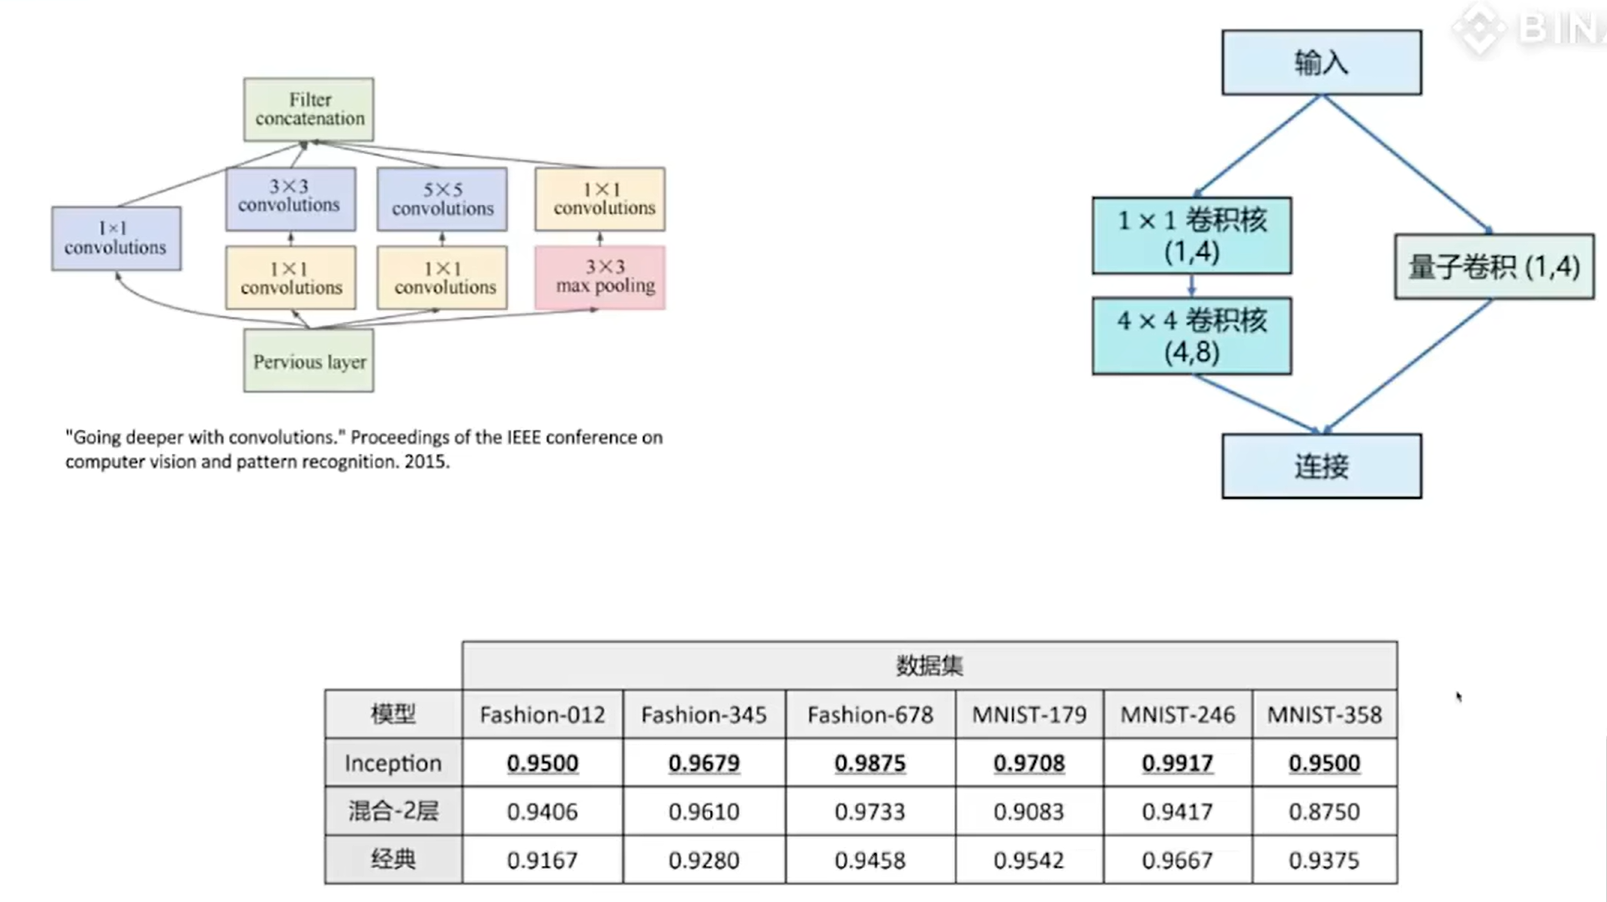 BIN
Filter
concatenation
1×1
convolutions
3×3
convolutions
5×5
convolutions
1×1
convolutions
1×1
convolutions
1×1
convolutions
3×3
max pooling
Pervious layer
"Going deeper with convolutions." Proceedings of the IEEE conference on
computer vision and pattern recognition. 2015.
输入
1 × 1 卷积核
(1,4)
4 × 4 卷积核
(4,8)
量子卷积 (1,4)
连接
数据集
模型 Fashion-012 Fashion-345 Fashion-678 MNIST-179 MNIST-246 MNIST-358
Inception 0.9500 0.9679 0.9875 0.9708 0.9917 0.9500
混合-2层 0.9406 0.9610 0.9733 0.9083 0.9417 0.8750
经典 0.9167 0.9280 0.9458 0.9542 0.9667 0.9375